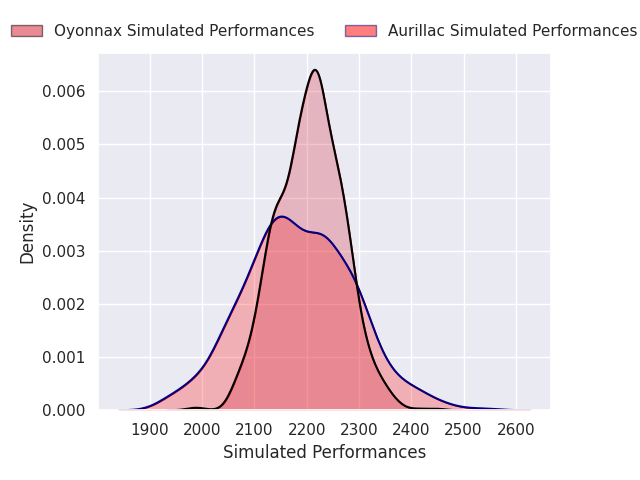 Oyonnax Simulated Performances Aurillac Simulated Performances
0.006
0.005
0.004
0.003
0.002
0.001
0.000
Density
1900 2000 2100 2200 2300 2400 2500 2600
Simulated Performances